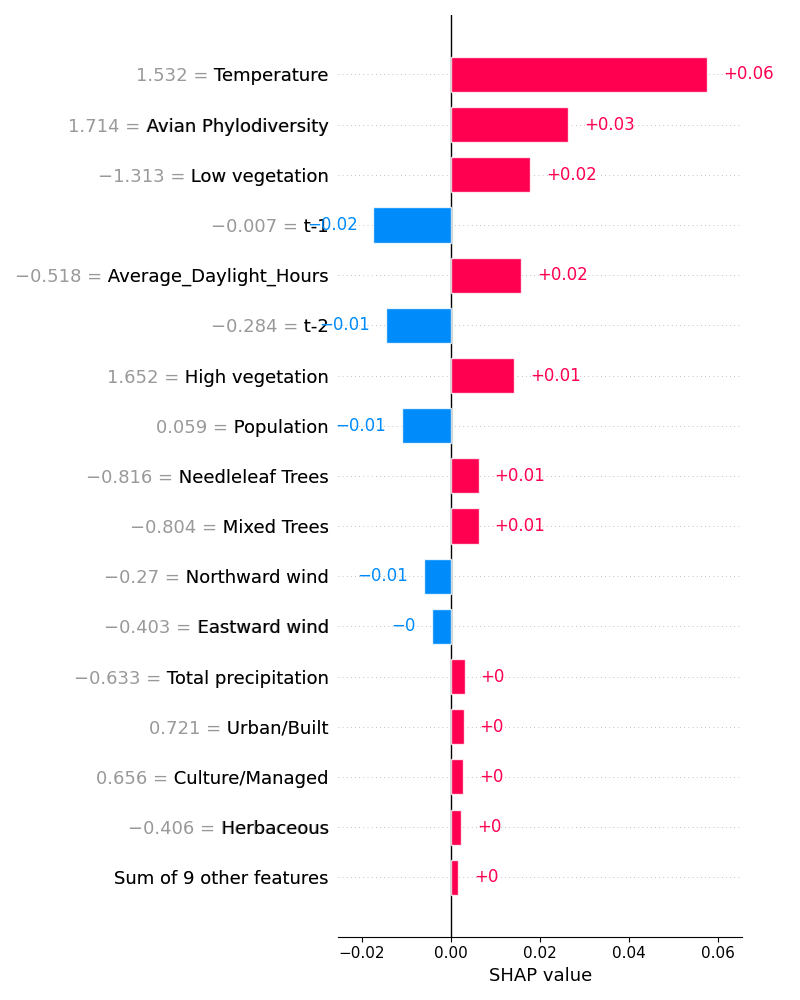 1.532 = Temperature +0.06
1.714 = Avian Phylodiversity +0.03
−1.313 = Low vegetation +0.02
−0.007 = t-1 −0.02
−0.518 = Average_Daylight_Hours +0.02
−0.284 = t-2 −0.01
1.652 = High vegetation +0.01
0.059 = Population −0.01
−0.816 = Needleleaf Trees +0.01
−0.804 = Mixed Trees +0.01
−0.27 = Northward wind −0.01
−0.403 = Eastward wind −0
−0.633 = Total precipitation +0
0.721 = Urban/Built +0
0.656 = Culture/Managed +0
−0.406 = Herbaceous +0
Sum of 9 other features +0
−0.02 0.00 0.02 0.04 0.06
SHAP value